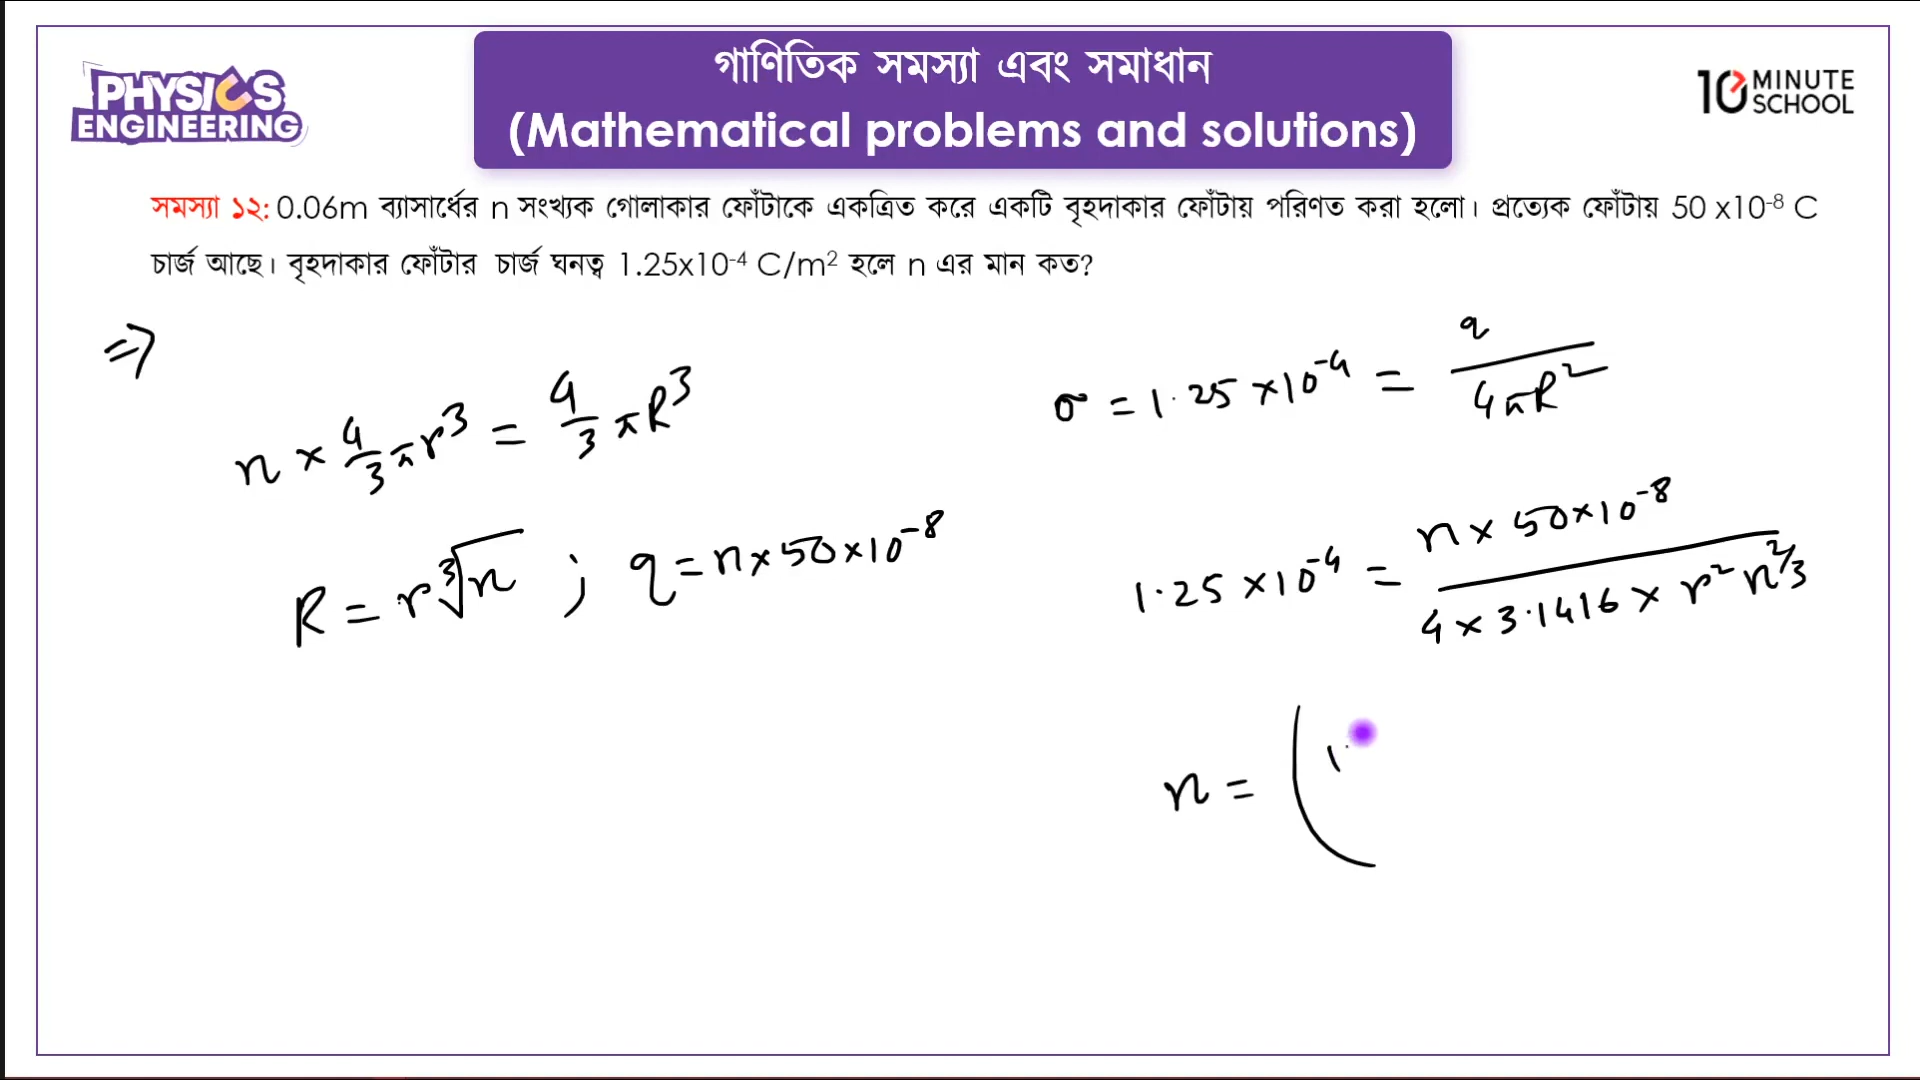 PHYSICS
ENGINEERING
গাণিতিক সমস্যা এবং সমাধান
(Mathematical problems and solutions)
10 MINUTE
SCHOOL
সমস্যা ১২: 0.06m ব্যাসার্ধের n সংখ্যক গোলাকার ফোঁটাকে একত্রিত করে একটি বৃহদাকার ফোঁটায় পরিণত করা হলো। প্রত্যেক ফোঁটায় 50 x10⁻⁸ C
চার্জ আছে। বৃহদাকার ফোঁটার চার্জ ঘনত্ব 1.25x10⁻⁴ C/m² হলে n এর মান কত?
⇒
n × 4/3 πr³ = 4/3 πR³
R = r∛n ; q = n × 50 × 10⁻⁸
σ = 1.25 × 10⁻⁴ = q / 4πR²
1.25 × 10⁻⁴ = n × 50 × 10⁻⁸ / 4 × 3.1416 × r² n^2/3
n = ( 1.